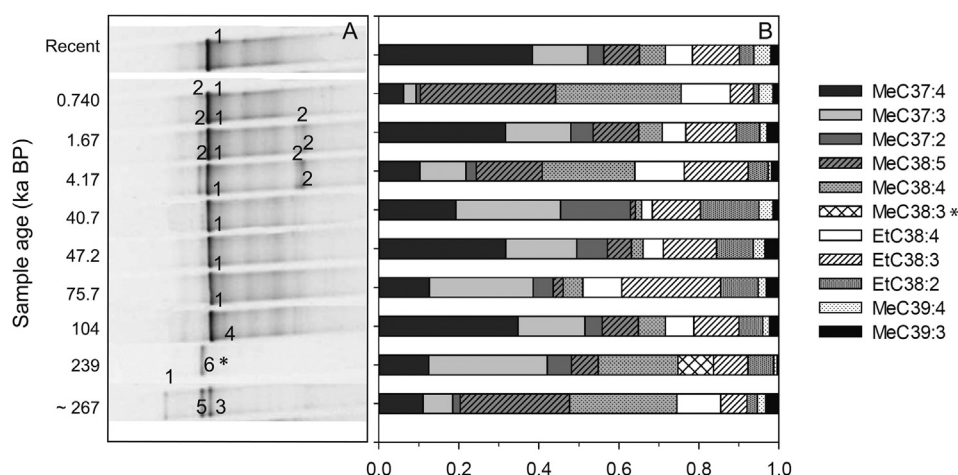 A
B
Sample age (ka BP)
Recent
0.740
1.67
4.17
40.7
47.2
75.7
104
239
~ 267
1
2 1
2 1 2
2 1 2 2
1 2
1
1
1
4
6 *
1
5 3
0.0 0.2 0.4 0.6 0.8 1.0
MeC37:4
MeC37:3
MeC37:2
MeC38:5
MeC38:4
MeC38:3 *
EtC38:4
EtC38:3
EtC38:2
MeC39:4
MeC39:3